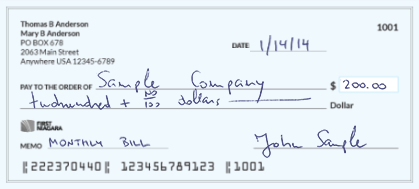 Thomas B Anderson
Mary B Anderson
PO BOX 678
2063 Main Street
Anywhere USA 12345-6789
1001
DATE 1/14/14
PAY TO THE ORDER OF Sample Company $ 200.00
twohundred + NO/100 dollars Dollar
FIRST NIAGARA
MEMO MONTHLY BILL John Sample
⑆222370440⑆ 123456789123 ⑈1001